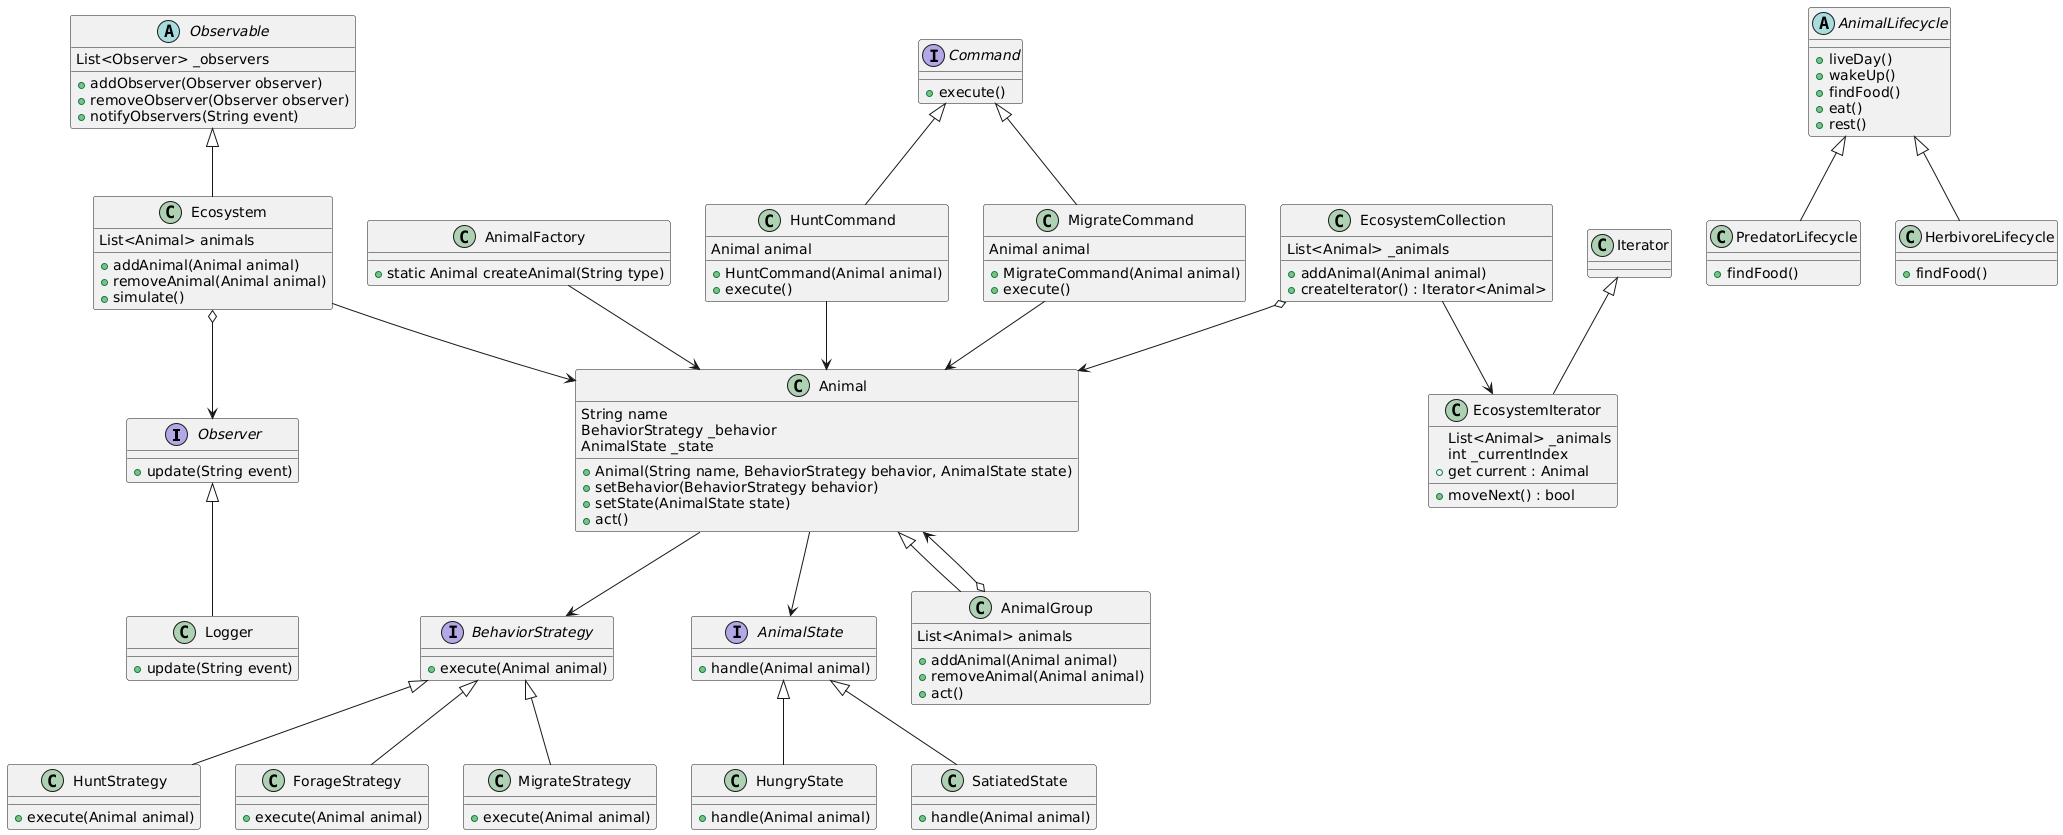 A Observable
List<Observer> _observers
addObserver(Observer observer)
removeObserver(Observer observer)
notifyObservers(String event)
I Command
execute()
A AnimalLifecycle
liveDay()
wakeUp()
findFood()
eat()
rest()
C Ecosystem
List<Animal> animals
addAnimal(Animal animal)
removeAnimal(Animal animal)
simulate()
C AnimalFactory
static Animal createAnimal(String type)
C HuntCommand
Animal animal
HuntCommand(Animal animal)
execute()
C MigrateCommand
Animal animal
MigrateCommand(Animal animal)
execute()
C EcosystemCollection
List<Animal> _animals
addAnimal(Animal animal)
createIterator() : Iterator<Animal>
C Iterator
C PredatorLifecycle
findFood()
C HerbivoreLifecycle
findFood()
I Observer
update(String event)
C Animal
String name
BehaviorStrategy _behavior
AnimalState _state
Animal(String name, BehaviorStrategy behavior, AnimalState state)
setBehavior(BehaviorStrategy behavior)
setState(AnimalState state)
act()
C EcosystemIterator
List<Animal> _animals
int _currentIndex
get current : Animal
moveNext() : bool
C Logger
update(String event)
I BehaviorStrategy
execute(Animal animal)
I AnimalState
handle(Animal animal)
C AnimalGroup
List<Animal> animals
addAnimal(Animal animal)
removeAnimal(Animal animal)
act()
C HuntStrategy
execute(Animal animal)
C ForageStrategy
execute(Animal animal)
C MigrateStrategy
execute(Animal animal)
C HungryState
handle(Animal animal)
C SatiatedState
handle(Animal animal)